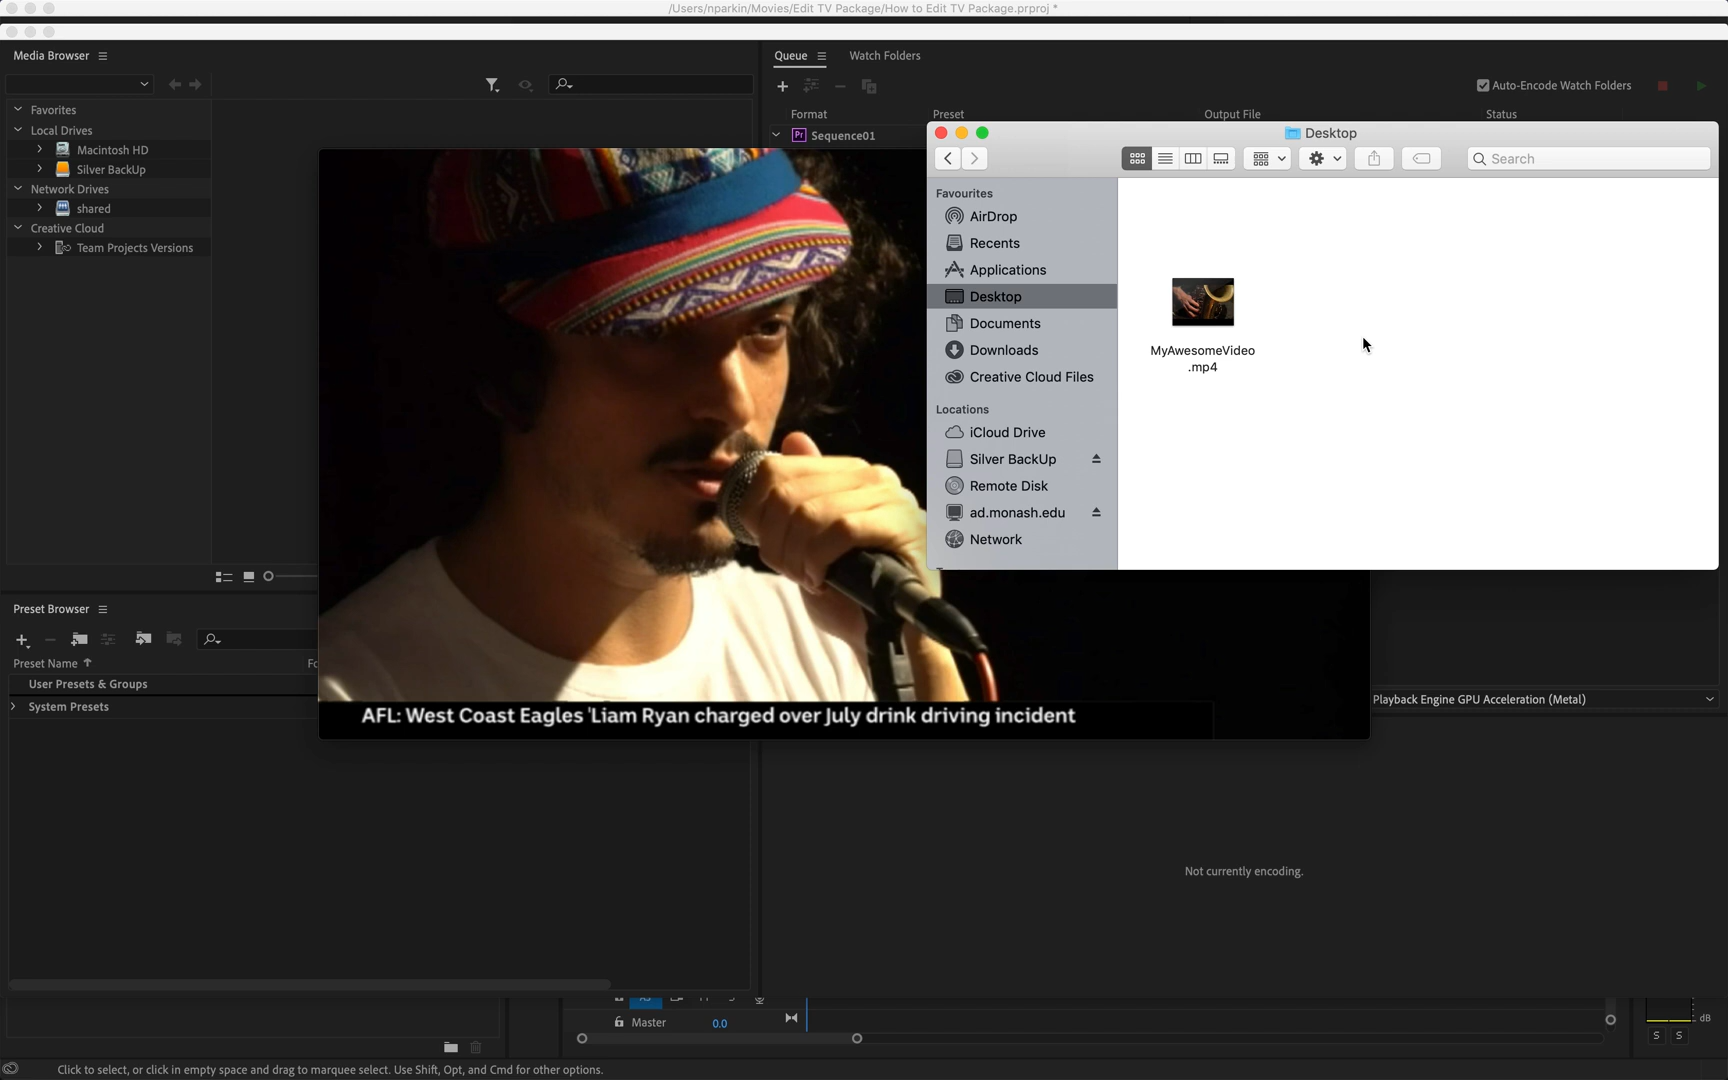 /Users/nparkin/Movies/Edit TV Package/How to Edit TV Package.prproj *
Media Browser
Queue
Watch Folders
Auto-Encode Watch Folders
Favorites
Local Drives
Macintosh HD
Silver BackUp
Network Drives
shared
Creative Cloud
Team Projects Versions
Format
Preset
Output File
Status
Pr
Sequence01
Desktop
Search
Favourites
AirDrop
Recents
Applications
Desktop
Documents
Downloads
Creative Cloud Files
Locations
iCloud Drive
Silver BackUp
Remote Disk
ad.monash.edu
Network
MyAwesomeVideo
.mp4
Preset Browser
Preset Name
Fo
User Presets & Groups
System Presets
AFL: West Coast Eagles 'Liam Ryan charged over July drink driving incident
Playback Engine GPU Acceleration (Metal)
Not currently encoding.
Master
0.0
dB
S
S
Click to select, or click in empty space and drag to marquee select. Use Shift, Opt, and Cmd for other options.